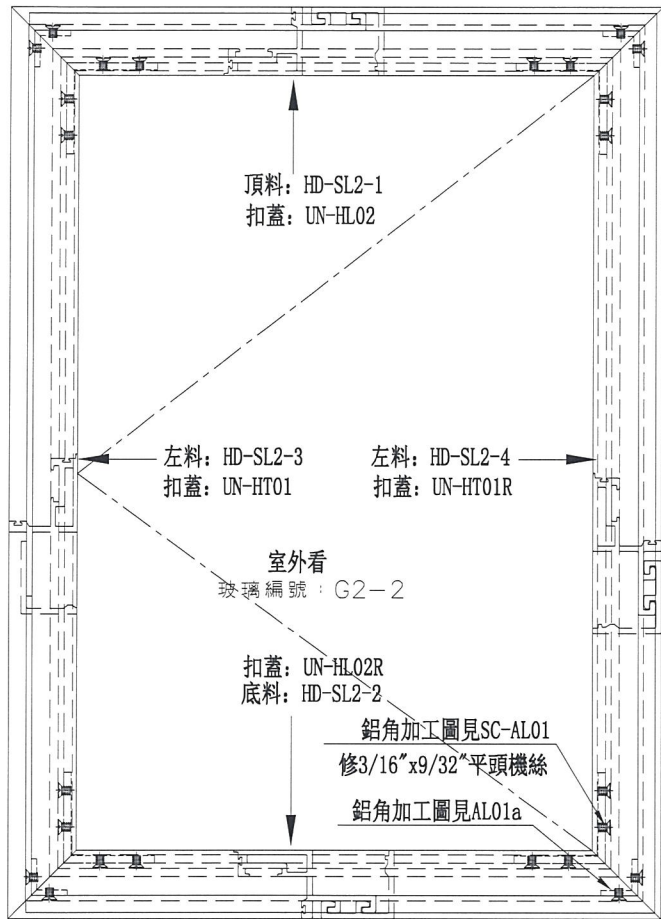 頂料: HD-SL2-1
扣蓋: UN-HL02
左料: HD-SL2-3
扣蓋: UN-HT01
左料: HD-SL2-4
扣蓋: UN-HT01R
室外看
玻璃編號:G2-2
扣蓋: UN-HL02R
底料: HD-SL2-2
鋁角加工圖見SC-AL01
修3/16"x9/32"平頭機絲
鋁角加工圖見AL01a